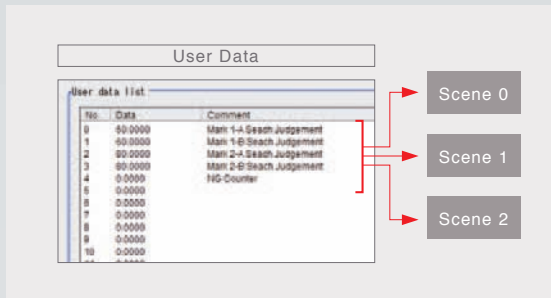 User Data
User data list
No. Data Comment
0 60.0000 Mark 1-A Seach Judgement
1 60.0000 Mark 1-B Seach Judgement
2 60.0000 Mark 2-A Seach Judgement
3 60.0000 Mark 2-B Seach Judgement
4 0.0000 NG Counter
5 0.0000
6 0.0000
7 0.0000
8 0.0000
9 0.0000
10 0.0000
Scene 0
Scene 1
Scene 2